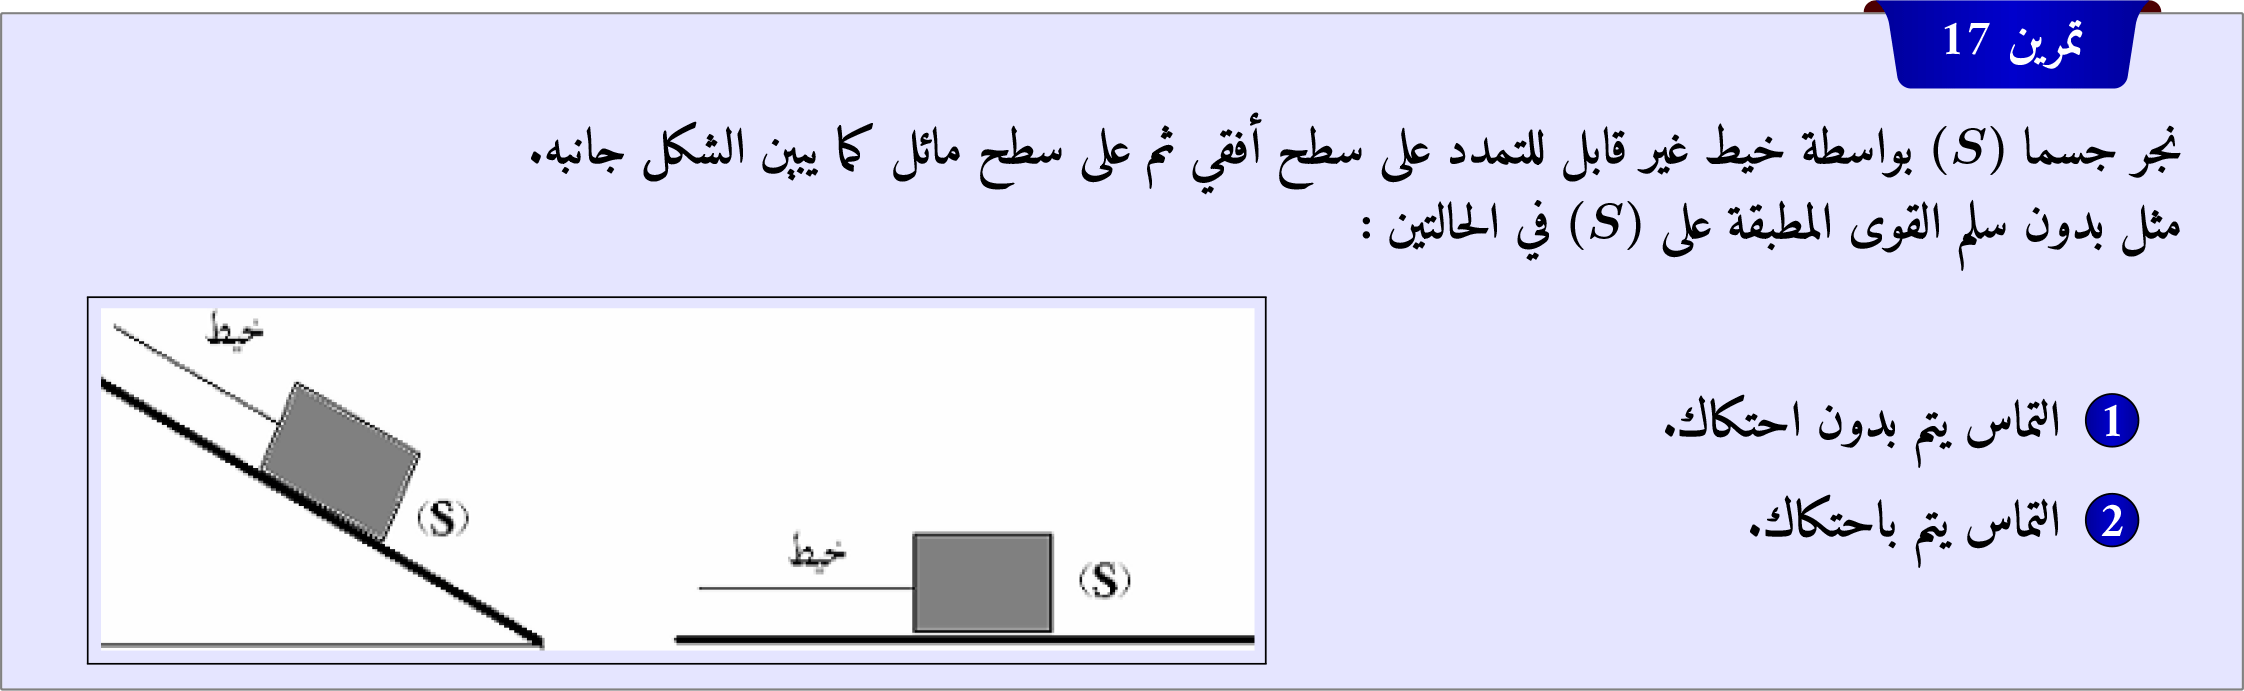 تمرين 17
نجر جسما (S) بواسطة خيط غير قابل للتمدد على سطح أفقي ثم على سطح مائل كما يبين الشكل جانبه.
مثل بدون سلم القوى المطبقة على (S) في الحالتين :
1 التماس يتم بدون احتكاك.
2 التماس يتم باحتكاك.
خيط
(S)
خيط
(S)